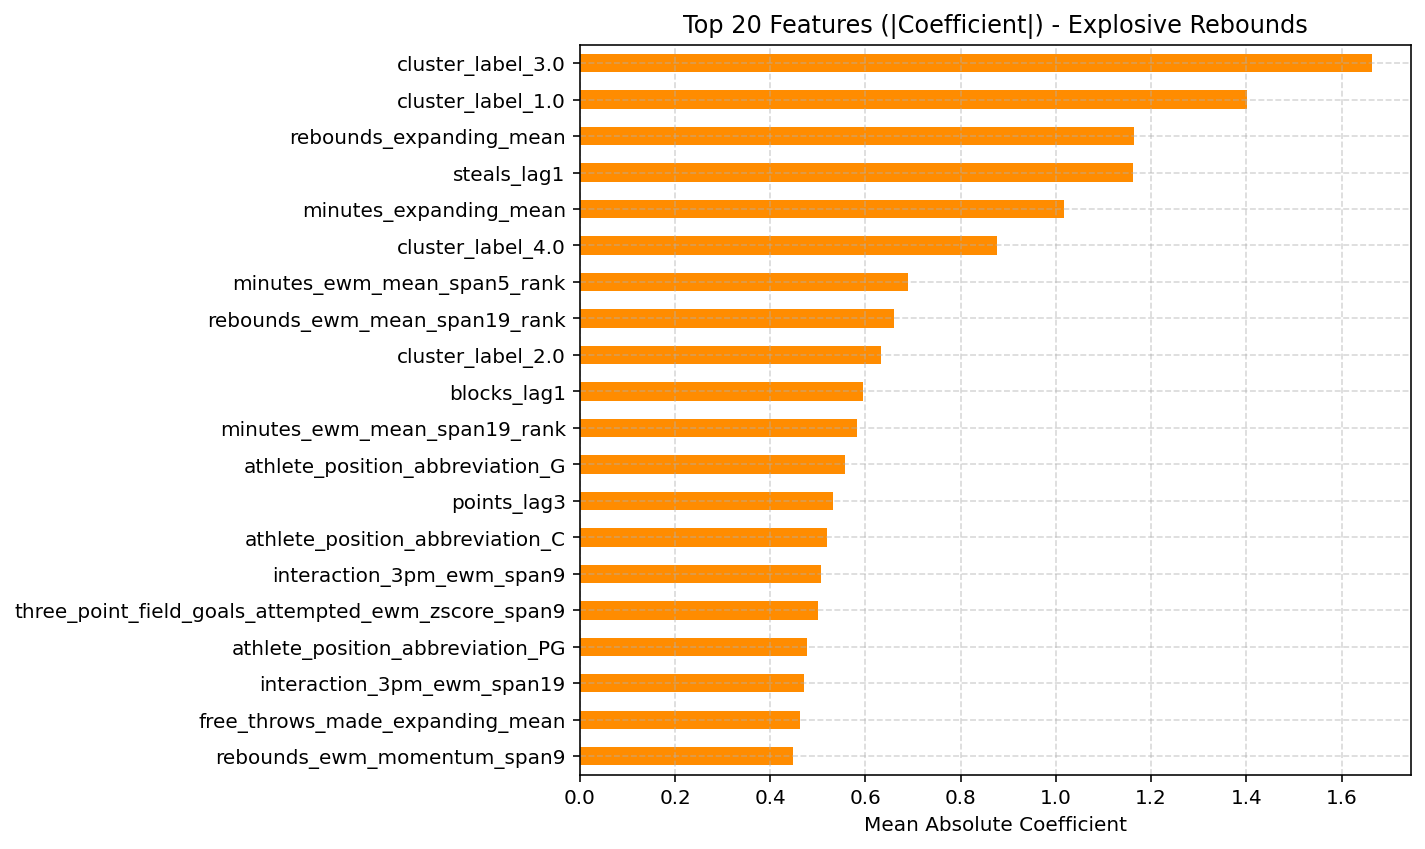 Top 20 Features (|Coefficient|) - Explosive Rebounds
cluster_label_3.0
cluster_label_1.0
rebounds_expanding_mean
steals_lag1
minutes_expanding_mean
cluster_label_4.0
minutes_ewm_mean_span5_rank
rebounds_ewm_mean_span19_rank
cluster_label_2.0
blocks_lag1
minutes_ewm_mean_span19_rank
athlete_position_abbreviation_G
points_lag3
athlete_position_abbreviation_C
interaction_3pm_ewm_span9
three_point_field_goals_attempted_ewm_zscore_span9
athlete_position_abbreviation_PG
interaction_3pm_ewm_span19
free_throws_made_expanding_mean
rebounds_ewm_momentum_span9
0.0 0.2 0.4 0.6 0.8 1.0 1.2 1.4 1.6
Mean Absolute Coefficient